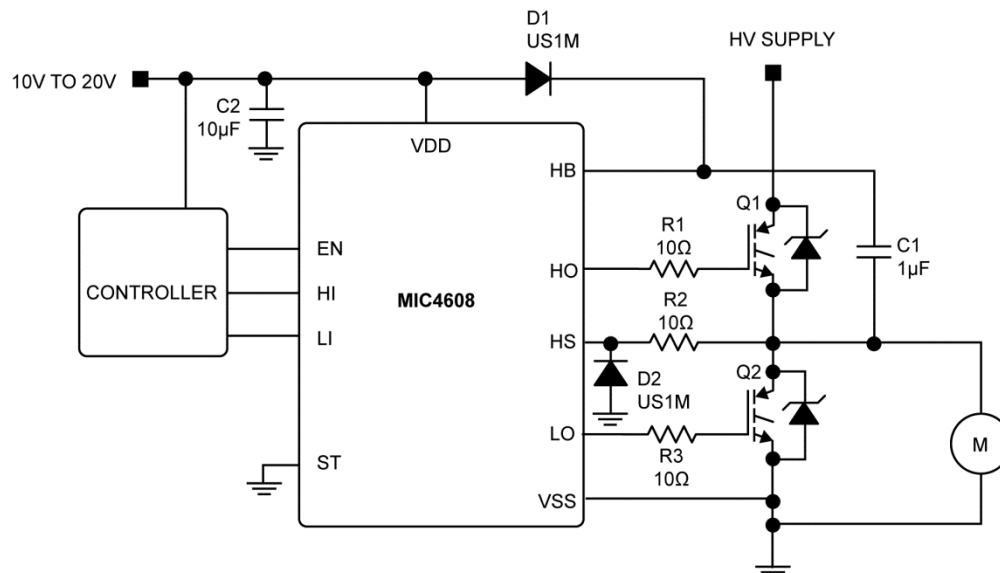 D1
US1M
HV SUPPLY
10V TO 20V
C2
10µF
VDD
HB
Q1
R1
10Ω
C1
1µF
EN
HO
CONTROLLER
HI
MIC4608
R2
10Ω
LI
HS
Q2
D2
US1M
LO
M
R3
10Ω
ST
VSS